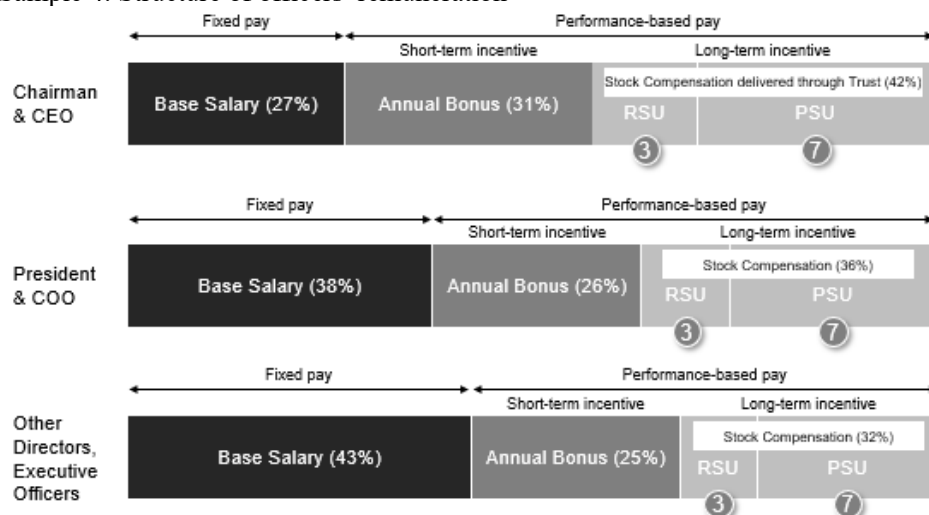 Fixed pay
Performance-based pay
Short-term incentive
Long-term incentive
Chairman
& CEO
Base Salary (27%)
Annual Bonus (31%)
Stock Compensation delivered through Trust (42%)
RSU
PSU
3
7
Fixed pay
Performance-based pay
Short-term incentive
Long-term incentive
President
& COO
Base Salary (38%)
Annual Bonus (26%)
Stock Compensation (36%)
RSU
PSU
3
7
Fixed pay
Performance-based pay
Short-term incentive
Long-term incentive
Other
Directors,
Executive
Officers
Base Salary (43%)
Annual Bonus (25%)
Stock Compensation (32%)
RSU
PSU
3
7